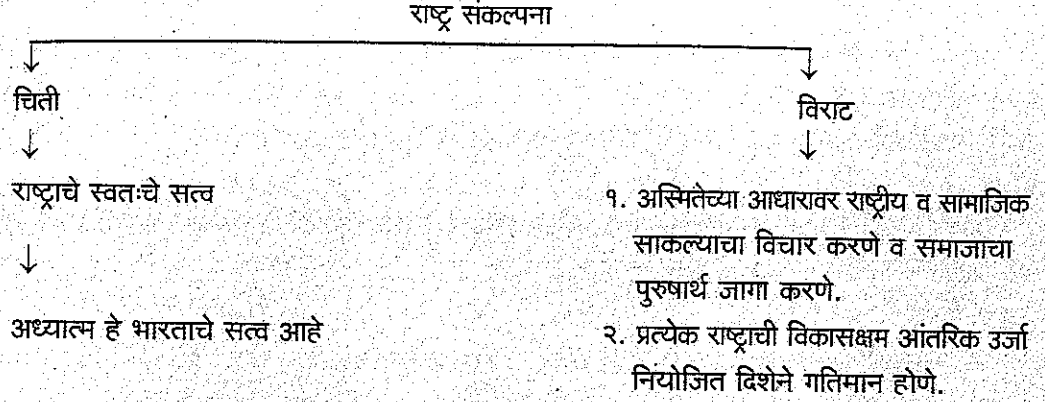 राष्ट्र संकल्पना
चिती
विराट
राष्ट्राचे स्वतःचे सत्व
१. अस्मितेच्या आधारावर राष्ट्रीय व सामाजिक
साकल्याचा विचार करणे व समाजाचा
पुरुषार्थ जागा करणे.
अध्यात्म हे भारताचे सत्व आहे
२. प्रत्येक राष्ट्राची विकासक्षम आंतरिक उर्जा
नियोजित दिशेने गतिमान होणे.